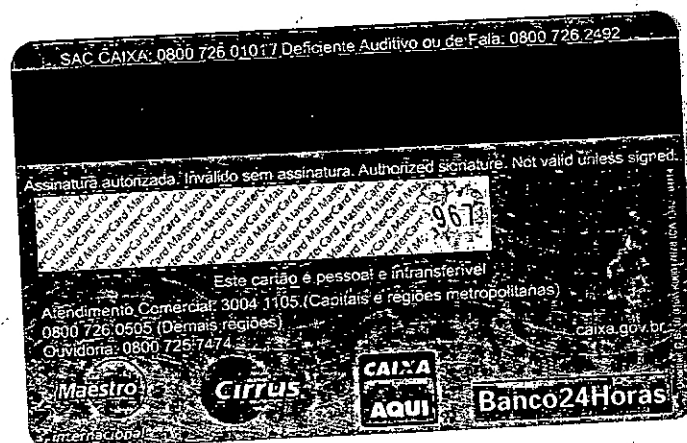 SAC CAIXA: 0800 726 0101 / Deficiente Auditivo ou de Fala: 0800 726 2492
Assinatura autorizada. Inválido sem assinatura. Authorized signature. Not valid unless signed.
967
Este cartão é pessoal e intransferível
Atendimento Comercial: 3004 1105 (Capitais e regiões metropolitanas)
0800 726 0505 (Demais regiões)
Ouvidoria: 0800 725 7474
caixa.gov.br
Maestro
Cirrus
CAIXA
AQUI
Banco24Horas
internacional